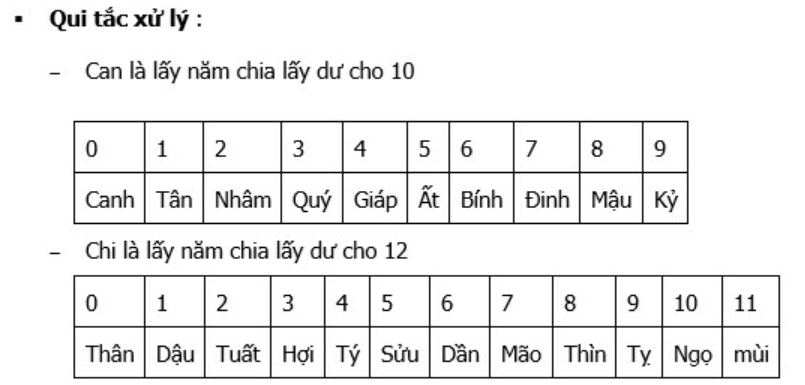 ▪ Qui tắc xử lý :
– Can là lấy năm chia lấy dư cho 10
0 1 2 3 4 5 6 7 8 9
Canh Tân Nhâm Quý Giáp Ất Bính Đinh Mậu Kỷ
– Chi là lấy năm chia lấy dư cho 12
0 1 2 3 4 5 6 7 8 9 10 11
Thân Dậu Tuất Hợi Tý Sửu Dần Mão Thìn Tỵ Ngọ mùi